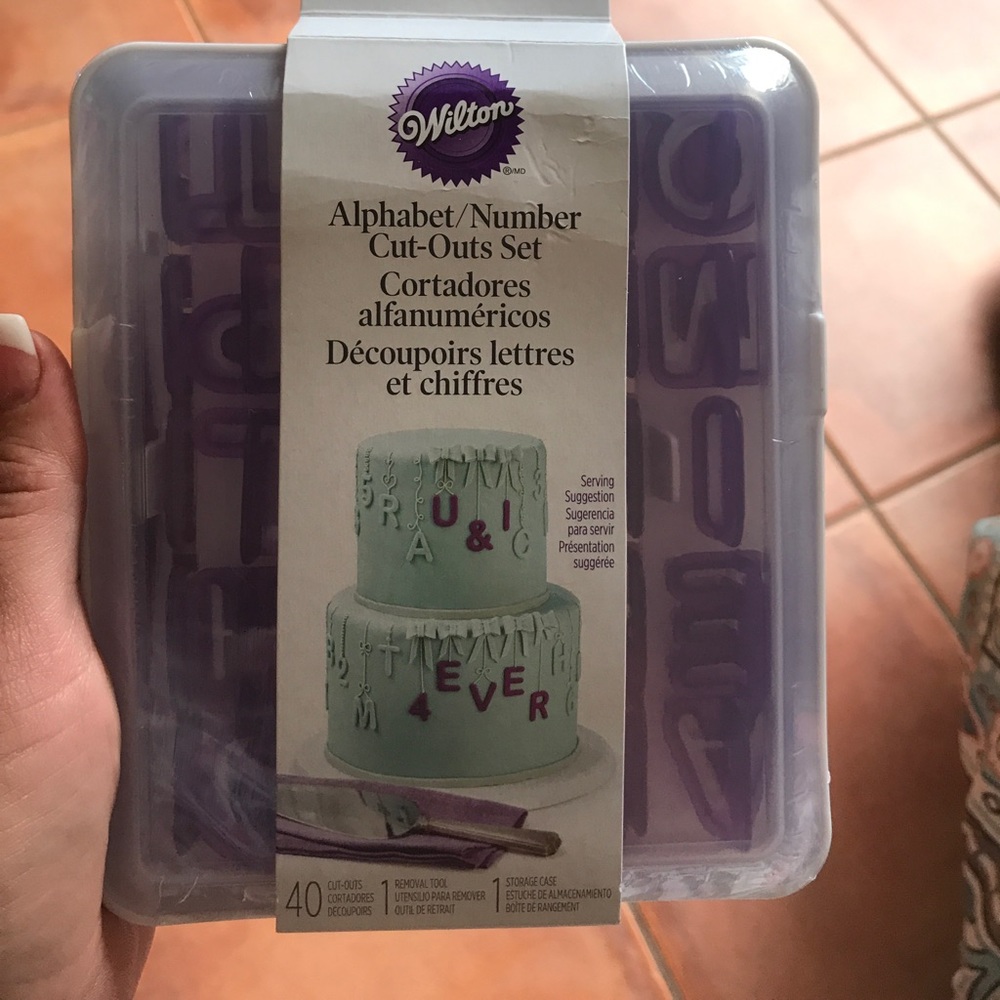 Wilton
®/MD
Alphabet/Number
Cut-Outs Set
Cortadores
alfanuméricos
Découpoirs lettres
et chiffres
Serving
Suggestion
Sugerencia
para servir
Présentation
suggérée
R U & I
A C
4 EVER
M
40 CUT-OUTS
CORTADORES
DÉCOUPOIRS
1 REMOVAL TOOL
UTENSILIO PARA REMOVER
OUTIL DE RETRAIT
1 STORAGE CASE
ESTUCHE DE ALMACENAMIENTO
BOÎTE DE RANGEMENT